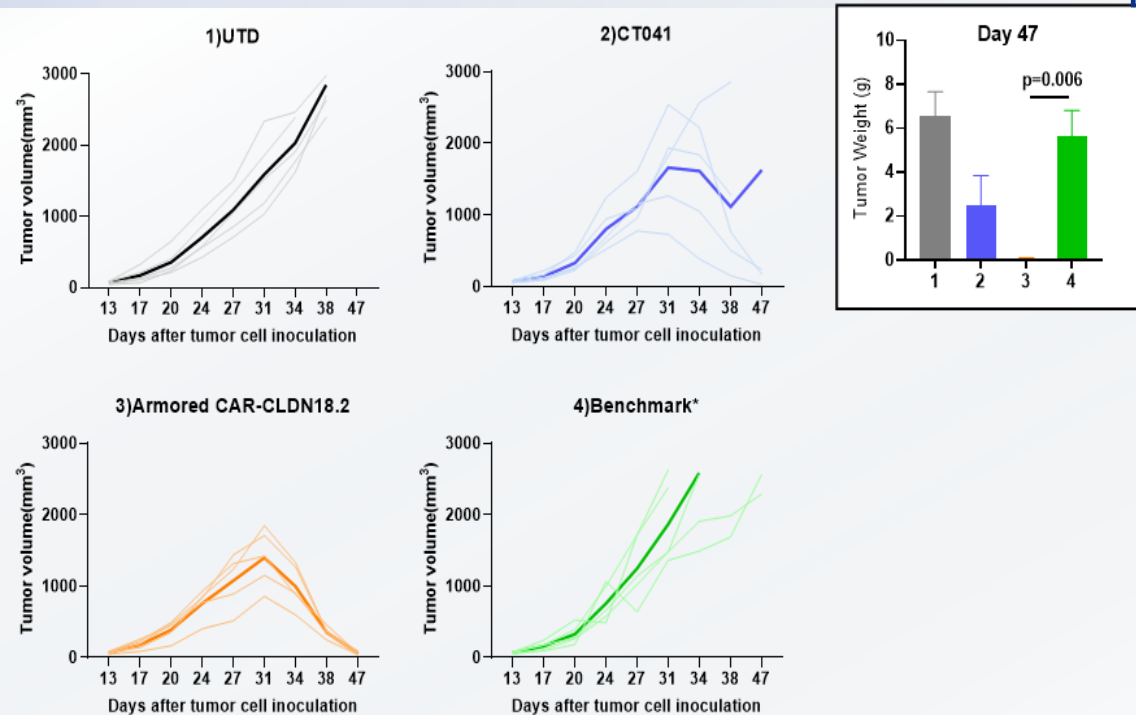 1)UTD
3000
2000
1000
0
Tumor volume(mm³)
13 17 20 24 27 31 34 38 47
Days after tumor cell inoculation
2)CT041
3000
2000
1000
0
Tumor volume(mm³)
13 17 20 24 27 31 34 38 47
Days after tumor cell inoculation
Day 47
10
8
6
4
2
0
Tumor Weight (g)
p=0.006
1 2 3 4
3)Armored CAR-CLDN18.2
3000
2000
1000
0
Tumor volume(mm³)
13 17 20 24 27 31 34 38 47
Days after tumor cell inoculation
4)Benchmark*
3000
2000
1000
0
Tumor volume(mm³)
13 17 20 24 27 31 34 38 47
Days after tumor cell inoculation